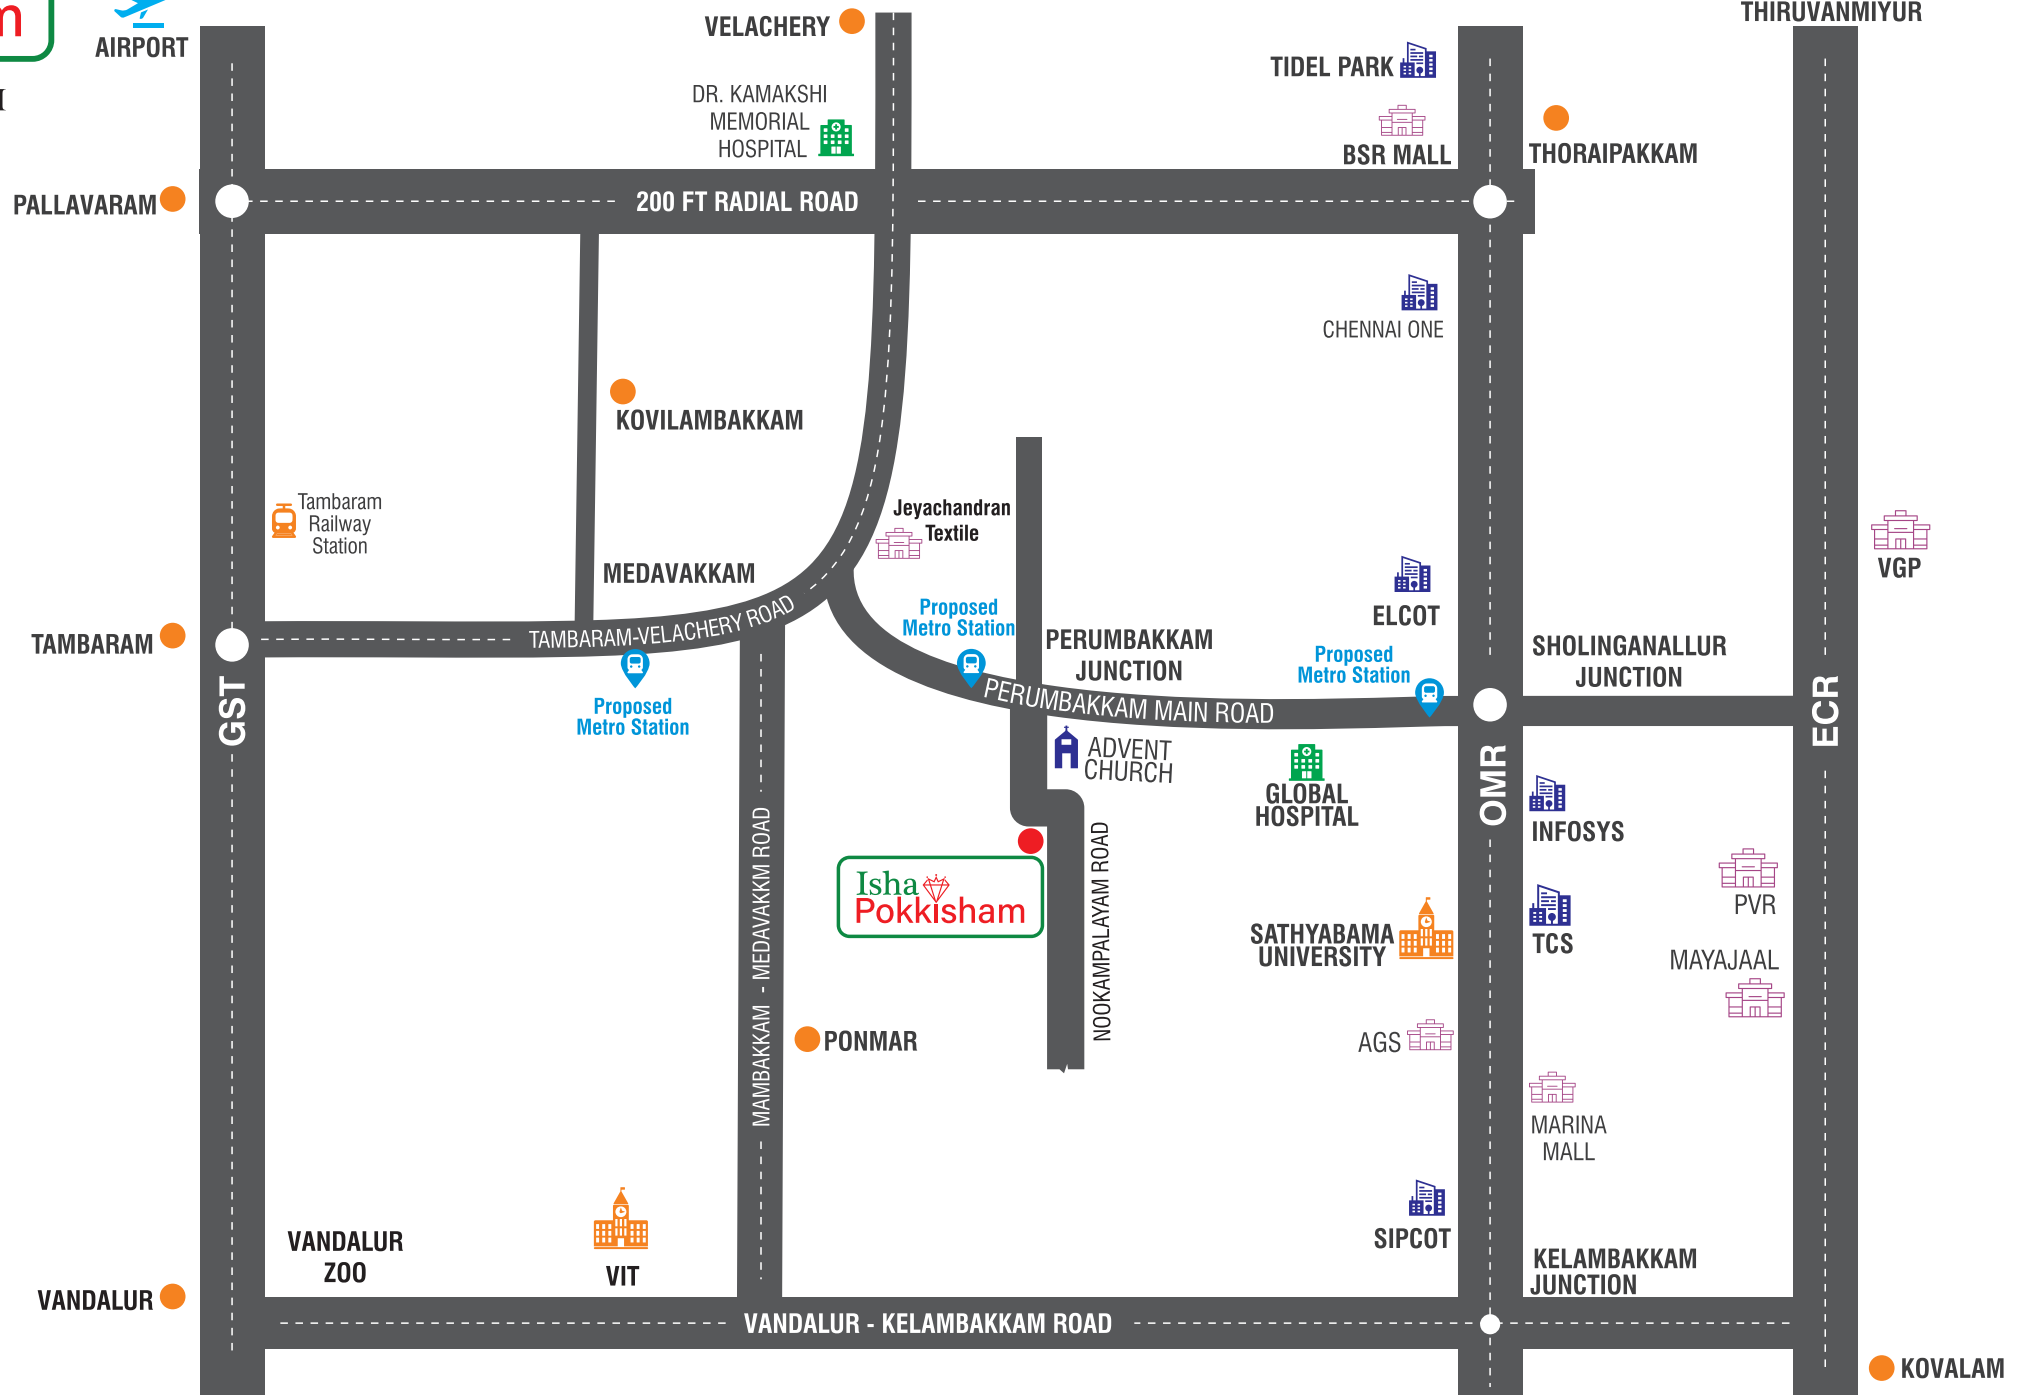 m
AIRPORT
VELACHERY
THIRUVANMIYUR
TIDEL PARK
DR. KAMAKSHI
MEMORIAL
HOSPITAL
BSR MALL
THORAIPAKKAM
PALLAVARAM
200 FT RADIAL ROAD
CHENNAI ONE
KOVILAMBAKKAM
Tambaram
Railway
Station
Jeyachandran
Textile
VGP
MEDAVAKKAM
ELCOT
Proposed
Metro Station
TAMBARAM
TAMBARAM-VELACHERY ROAD
PERUMBAKKAM
JUNCTION
Proposed
Metro Station
SHOLINGANALLUR
JUNCTION
GST
Proposed
Metro Station
PERUMBAKKAM MAIN ROAD
ECR
ADVENT
CHURCH
OMR
GLOBAL
HOSPITAL
INFOSYS
MAMBAKKAM - MEDAVAKKM ROAD
Isha
Pokkisham
NOOKAMPALAYAM ROAD
PVR
SATHYABAMA
UNIVERSITY
TCS
MAYAJAAL
PONMAR
AGS
MARINA
MALL
SIPCOT
VANDALUR
ZOO
VIT
KELAMBAKKAM
JUNCTION
VANDALUR
VANDALUR - KELAMBAKKAM ROAD
KOVALAM